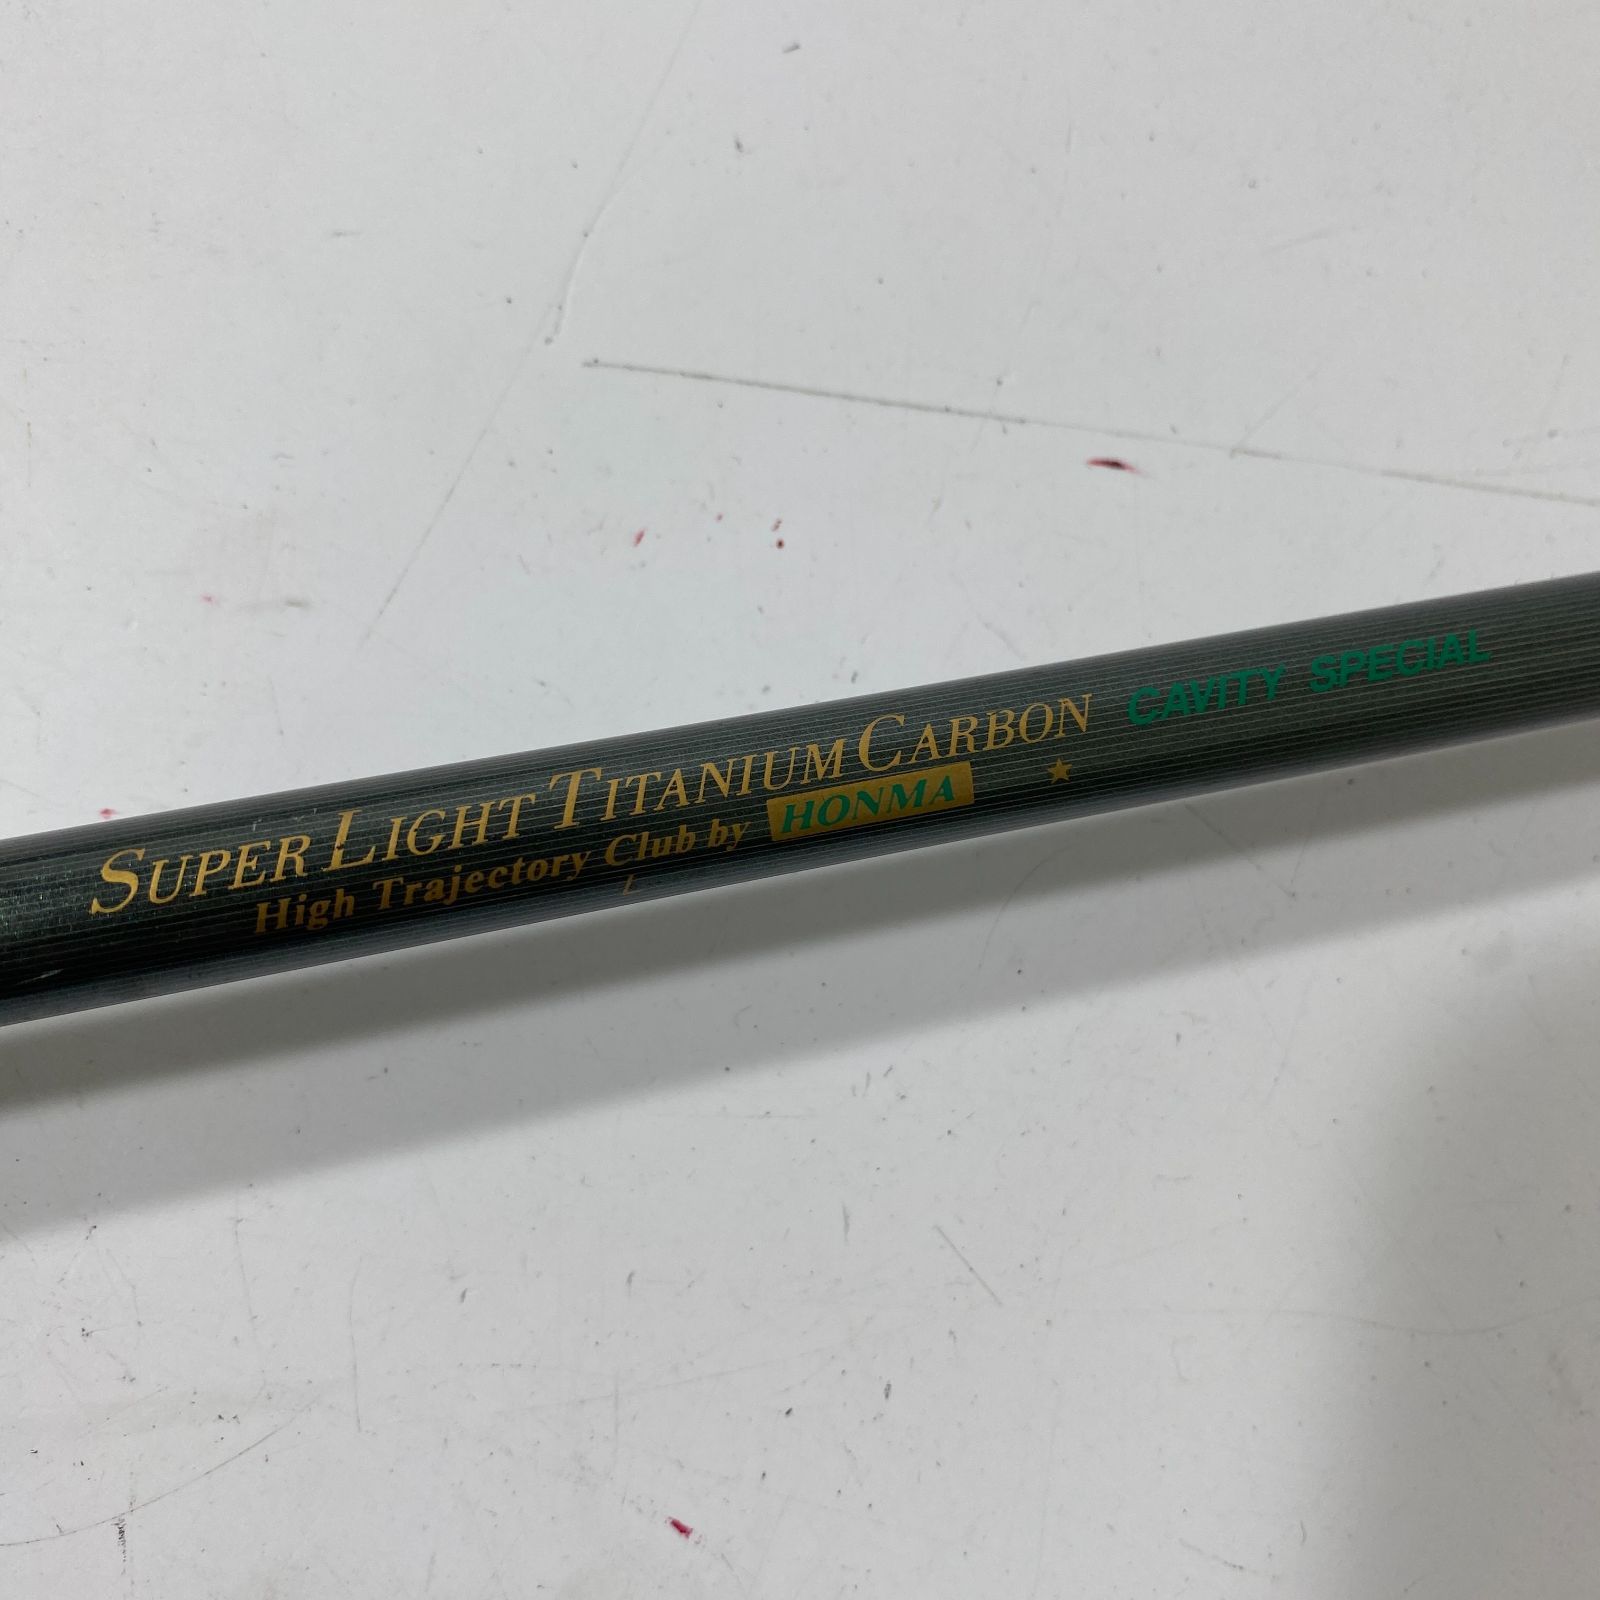 SUPER LIGHT TITANIUM CARBON CAVITY SPECIAL
High Trajectory Club by HONMA ★